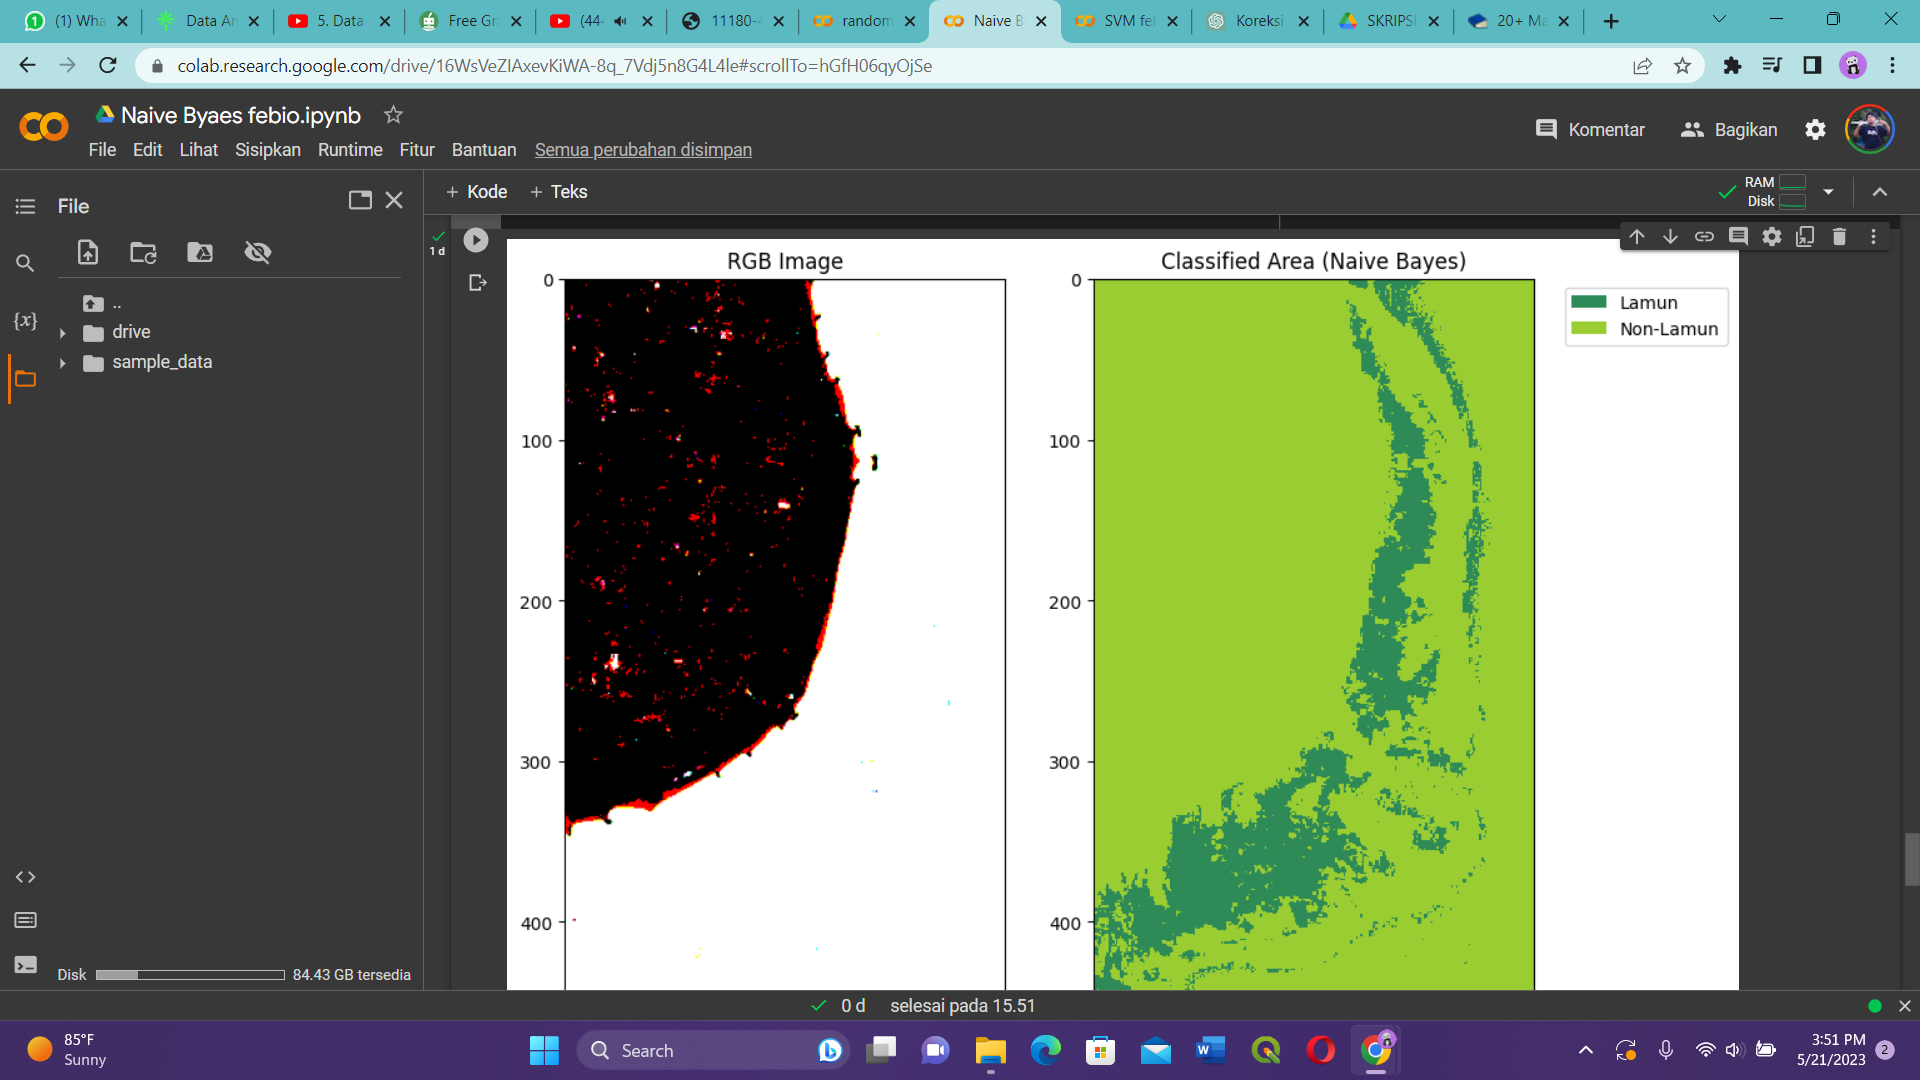 (1) Wha
Data An
5. Data
Free Gr
(44
11180-
random
Naive B
SVM fe
Koreksi
SKRIPS
20+ Ma
colab.research.google.com/drive/16WsVeZIAxevKiWA-8q_7Vdj5n8G4L4le#scrollTo=hGfH06qyOjSe
Naive Byaes febio.ipynb
Komentar
Bagikan
File Edit Lihat Sisipkan Runtime Fitur Bantuan Semua perubahan disimpan
File
+ Kode + Teks
RAM
Disk
1 d
..
drive
sample_data
{x}
RGB Image
0
100
200
300
400
Classified Area (Naive Bayes)
0
100
200
300
400
Lamun
Non-Lamun
Disk 84.43 GB tersedia
0 d selesai pada 15.51
85°F
Sunny
Search
3:51 PM
5/21/2023
2